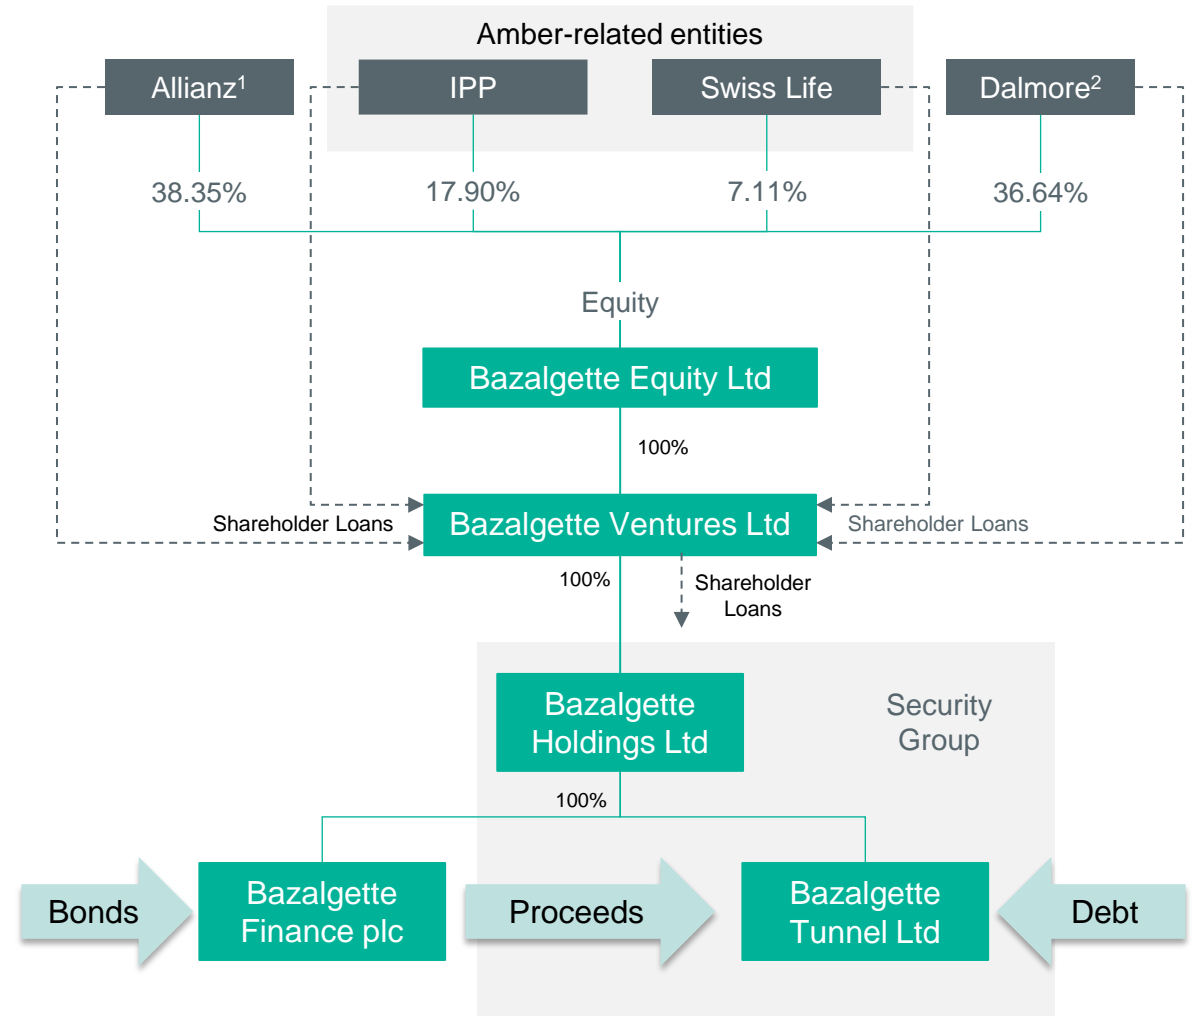 Amber-related entities
Allianz1
IPP
Swiss Life
Dalmore2
38.35%
17.90%
7.11%
36.64%
Equity
Bazalgette Equity Ltd
100%
Shareholder Loans
Bazalgette Ventures Ltd
Shareholder Loans
100%
Shareholder
Loans
Bazalgette
Holdings Ltd
Security
Group
100%
Bonds
Bazalgette
Finance plc
Proceeds
Bazalgette
Tunnel Ltd
Debt